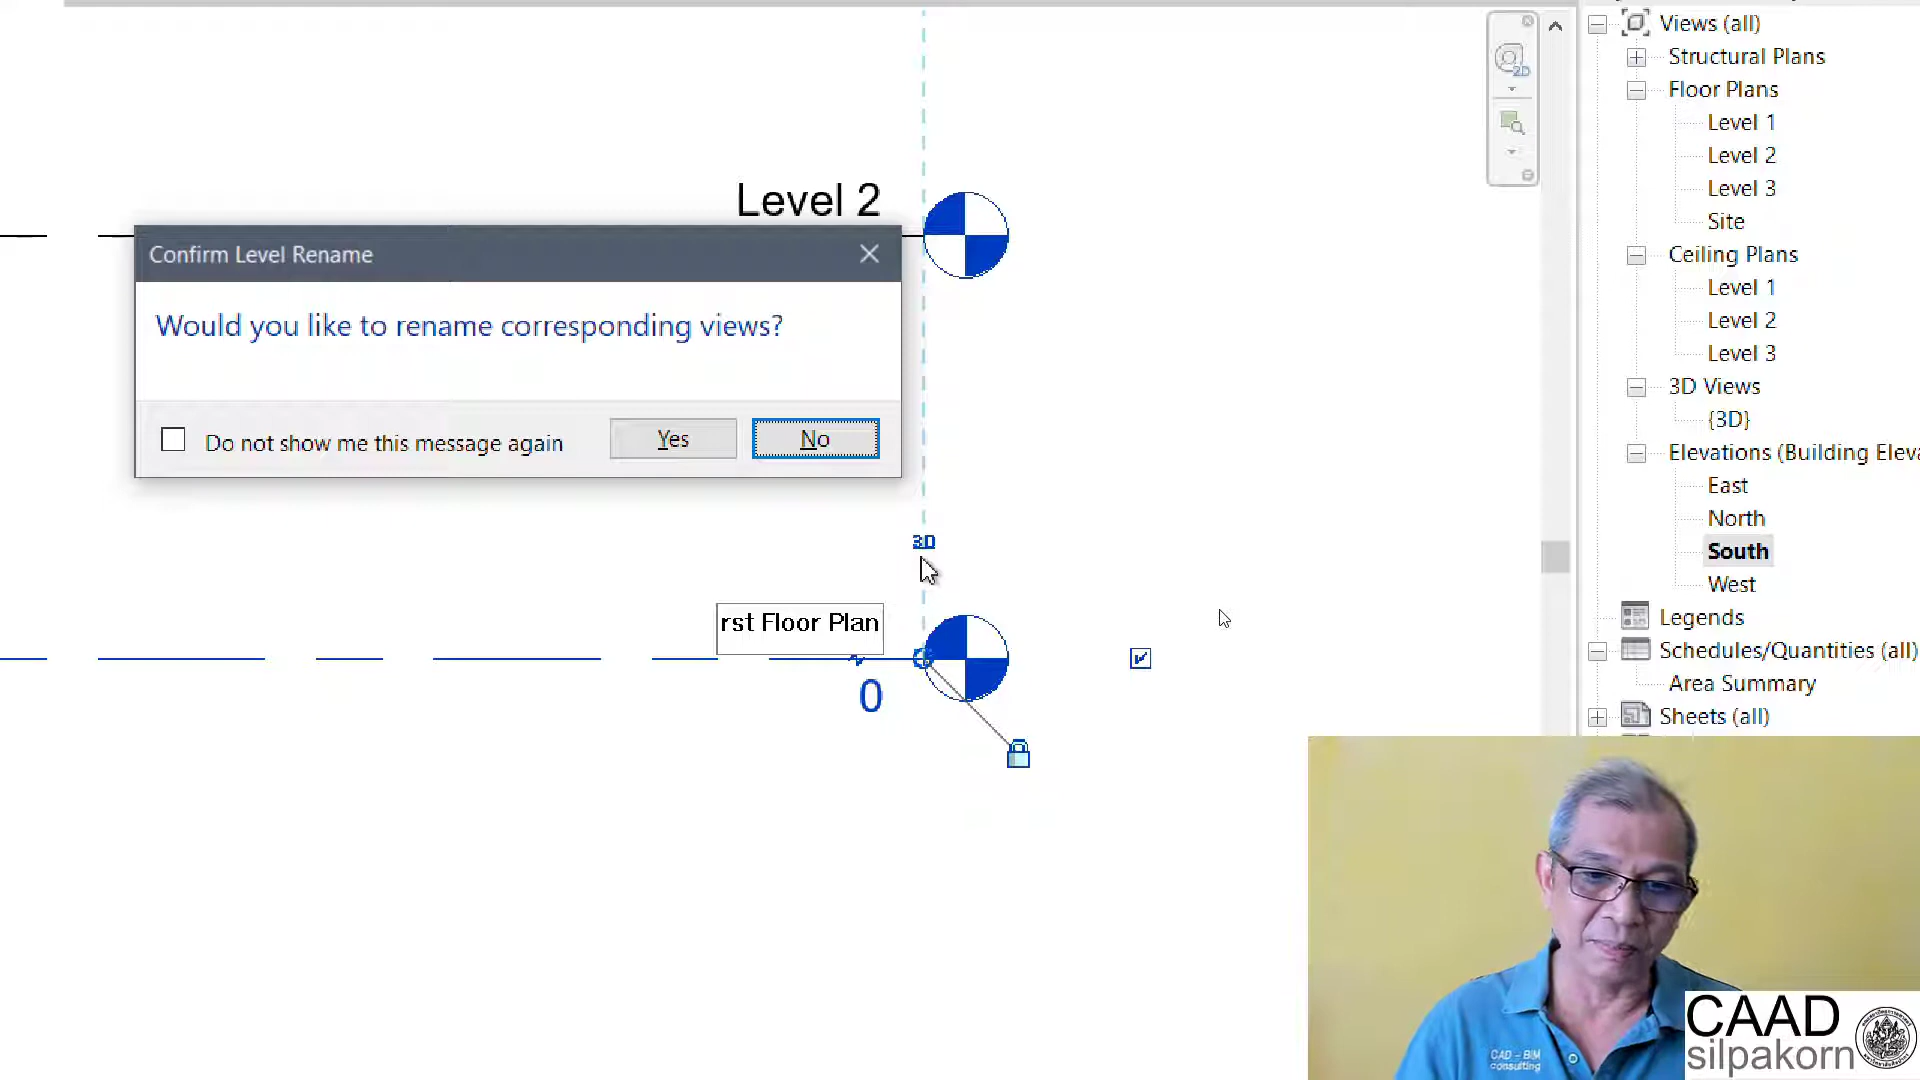 Level 2
Confirm Level Rename
Would you like to rename corresponding views?
Do not show me this message again
Yes
No
3D
rst Floor Plan
0
2D
Views (all)
Structural Plans
Floor Plans
Level 1
Level 2
Level 3
Site
Ceiling Plans
Level 1
Level 2
Level 3
3D Views
{3D}
Elevations (Building Eleva
East
North
South
West
Legends
Schedules/Quantities (all)
Area Summary
Sheets (all)
CAD - BIM
consulting
CAAD
silpakorn